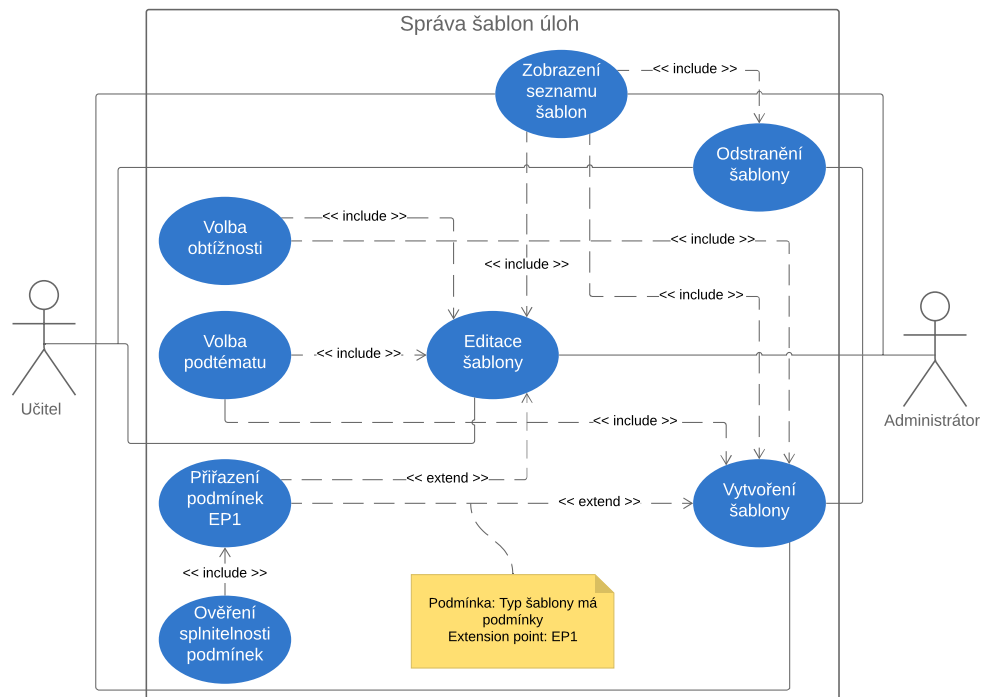 Správa šablon úloh
Zobrazení
seznamu
šablon
<< include >>
Odstranění
šablony
Volba
obtížnosti
<< include >>
<< include >>
<< include >>
<< include >>
Volba
podtématu
<< include >>
Editace
šablony
Učitel
Administrátor
<< include >>
Přiřazení
podmínek
EP1
<< extend >>
<< extend >>
Vytvoření
šablony
<< include >>
Ověření
splnitelnosti
podmínek
Podmínka: Typ šablony má
podmínky
Extension point: EP1